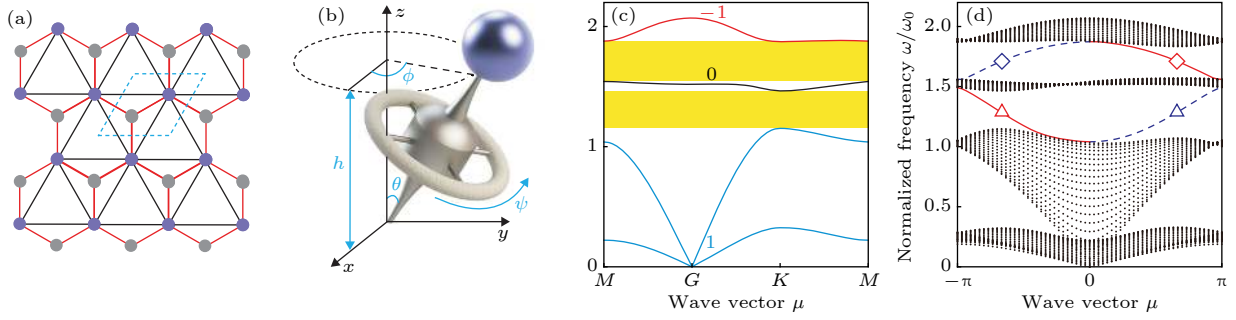 (a)
(b)
z
ϕ
h
θ
ψ
y
x
(c)
2
1
0
−1
0
1
M
G
K
M
Wave vector μ
(d)
Normalized frequency ω/ω0
2.0
1.5
1.0
0.5
0
−π
0
π
Wave vector μ